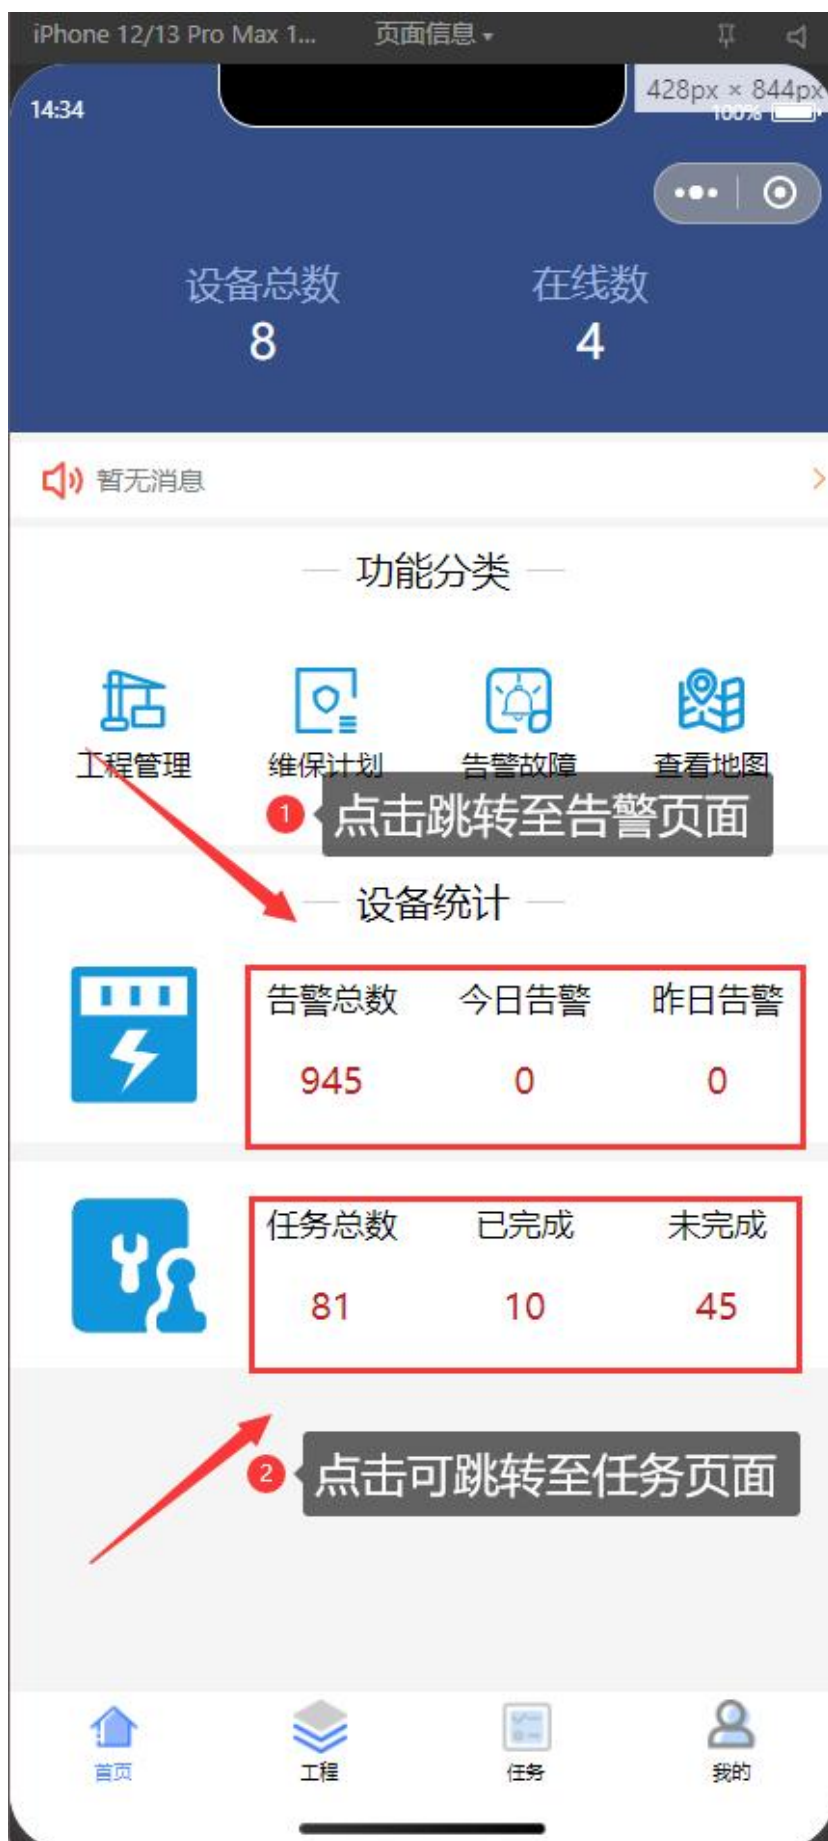 iPhone 12/13 Pro Max 1... 页面信息
428px × 844px
14:34 100%
设备总数 在线数
8 4
暂无消息
功能分类
工程管理 维保计划 告警故障 查看地图
1 点击跳转至告警页面
设备统计
告警总数 今日告警 昨日告警
945 0 0
任务总数 已完成 未完成
81 10 45
2 点击可跳转至任务页面
首页 工程 任务 我的